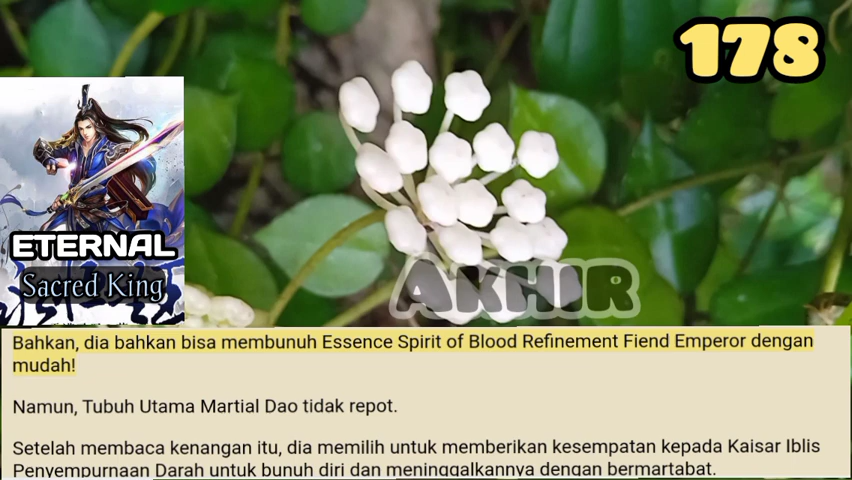 178
ETERNAL
Sacred King
AKHIR
Bahkan, dia bahkan bisa membunuh Essence Spirit of Blood Refinement Fiend Emperor dengan
mudah!
Namun, Tubuh Utama Martial Dao tidak repot.
Setelah membaca kenangan itu, dia memilih untuk memberikan kesempatan kepada Kaisar Iblis
Penyempurnaan Darah untuk bunuh diri dan meninggalkannya dengan bermartabat.